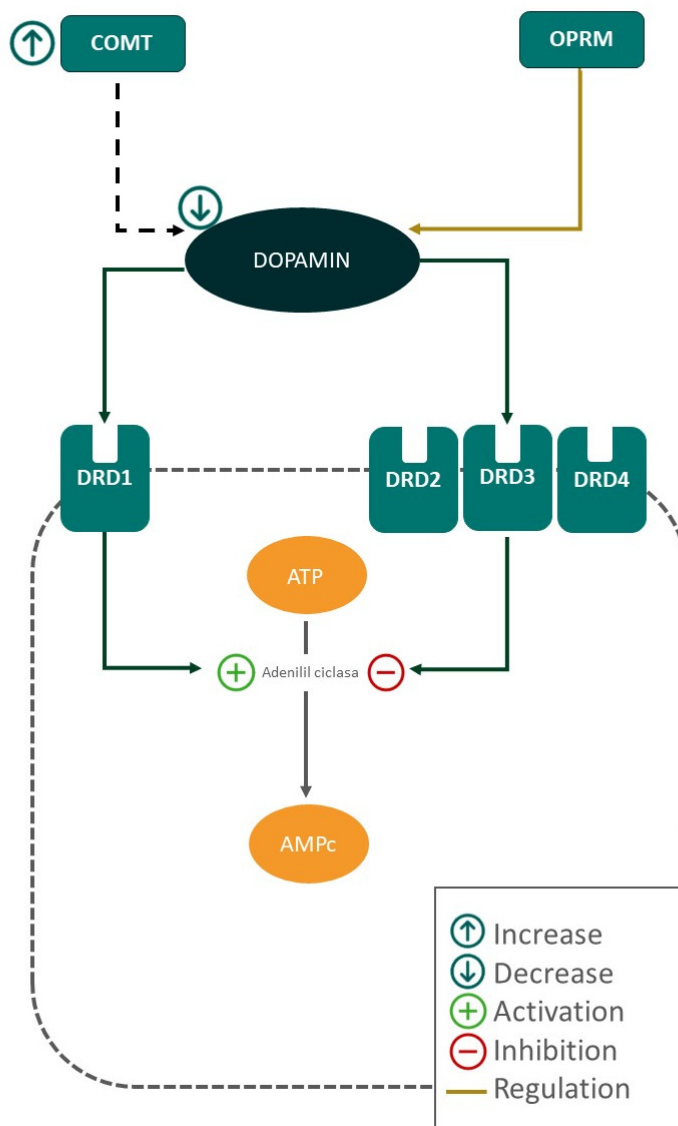 COMT
OPRM
DOPAMIN
DRD1
DRD2
DRD3
DRD4
ATP
Adenilil ciclasa
AMPc
Increase
Decrease
Activation
Inhibition
Regulation